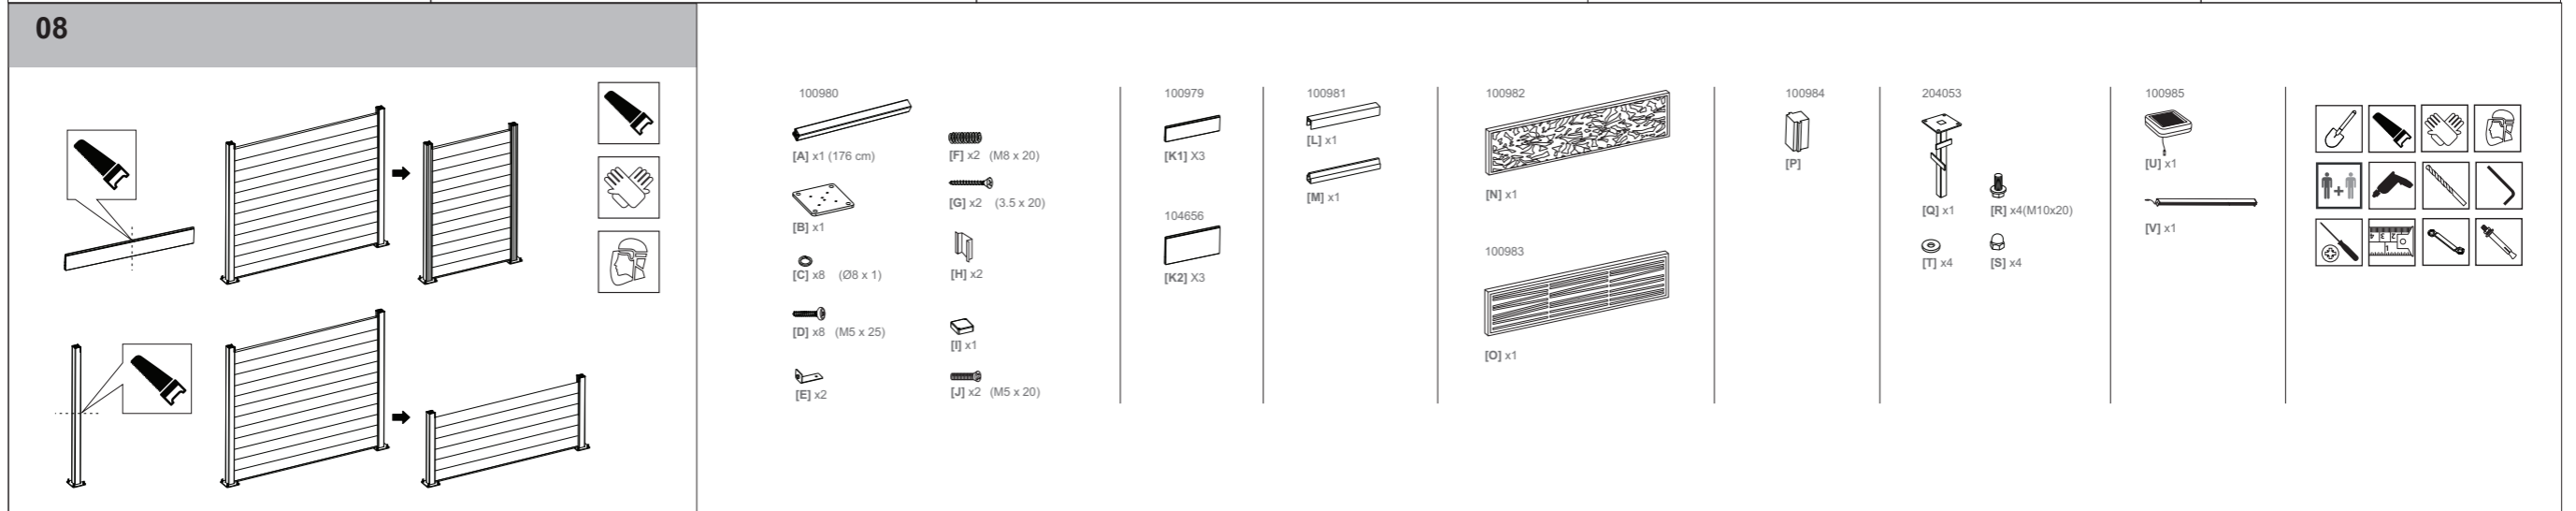 08
100980
[A] x1 (176 cm)
[B] x1
[C] x8 (Ø8 x 1)
[D] x8 (M5 x 25)
[E] x2
[F] x2 (M8 x 20)
[G] x2 (3.5 x 20)
[H] x2
[I] x1
[J] x2 (M5 x 20)
100979
[K1] X3
104656
[K2] X3
100981
[L] x1
[M] x1
100982
[N] x1
100983
[O] x1
100984
[P]
204053
[Q] x1
[R] x4(M10x20)
[T] x4
[S] x4
100985
[U] x1
[V] x1